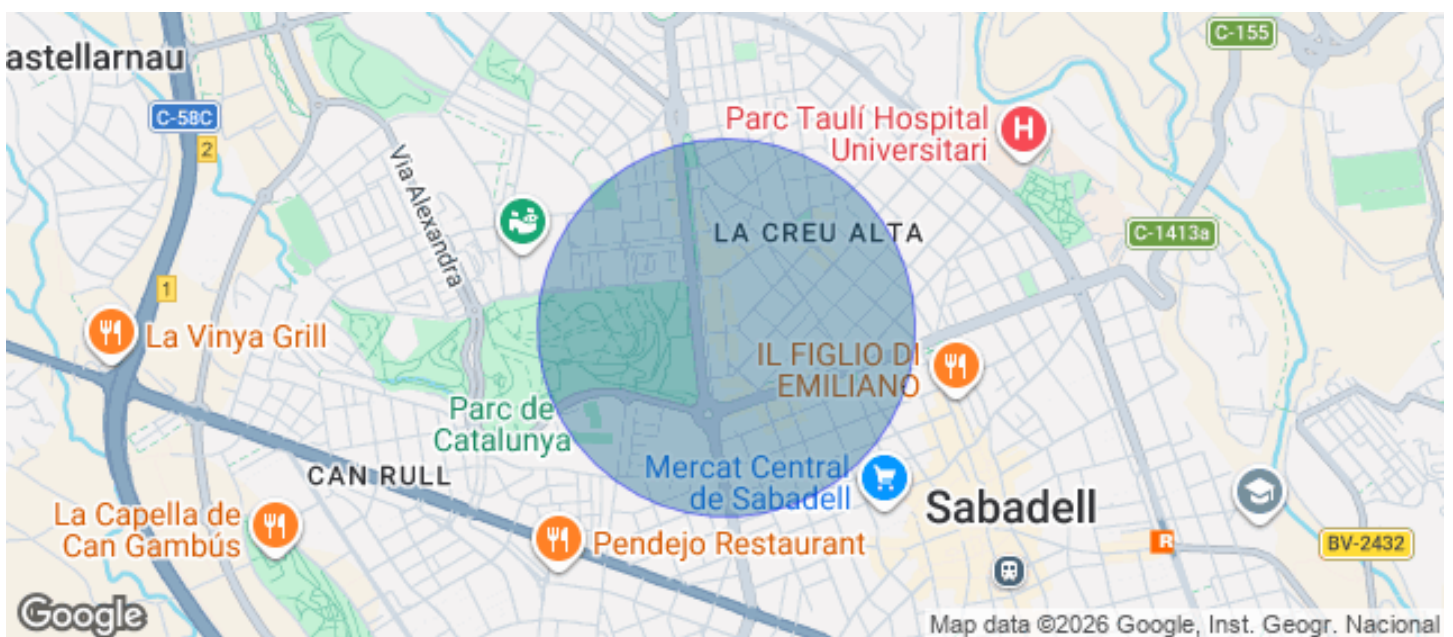 astellarnau
C-155
C-58C
2
Parc Taulí Hospital
Universitari
Via Alexandra
LA CREU ALTA
C-1413a
1
La Vinya Grill
IL FIGLIO DI
EMILIANO
Parc de
Catalunya
CAN RULL
Mercat Central
de Sabadell
Sabadell
La Capella de
Can Gambús
Pendejo Restaurant
R
BV-2432
Google
Map data ©2026 Google, Inst. Geogr. Nacional
H